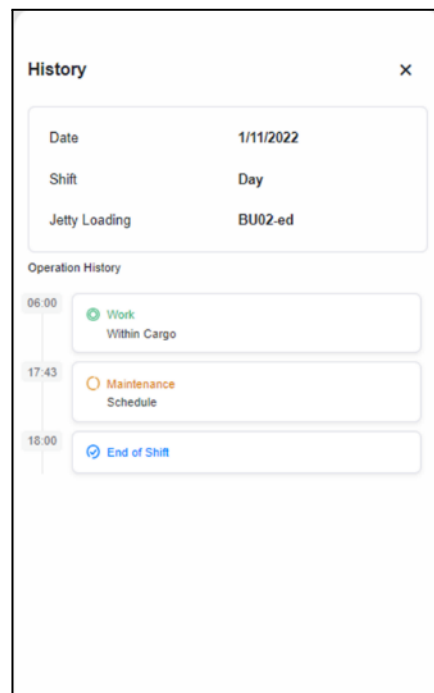 History
Date 1/11/2022
Shift Day
Jetty Loading BU02-ed
Operation History
06:00
Work
Within Cargo
17:43
Maintenance
Schedule
18:00
End of Shift